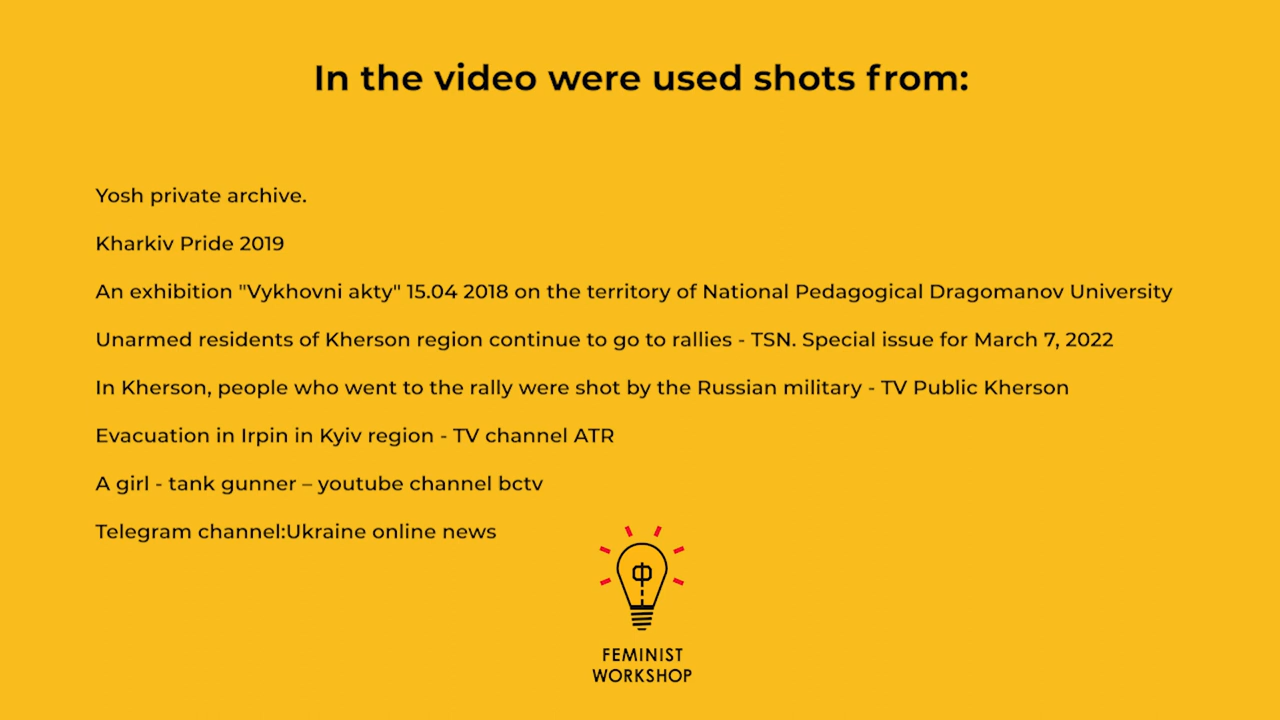 In the video were used shots from:
Yosh private archive.
Kharkiv Pride 2019
An exhibition "Vykhovni akty" 15.04 2018 on the territory of National Pedagogical Dragomanov University
Unarmed residents of Kherson region continue to go to rallies - TSN. Special issue for March 7, 2022
In Kherson, people who went to the rally were shot by the Russian military - TV Public Kherson
Evacuation in Irpin in Kyiv region - TV channel ATR
A girl - tank gunner – youtube channel bctv
Telegram channel:Ukraine online news
Ф
FEMINIST
WORKSHOP